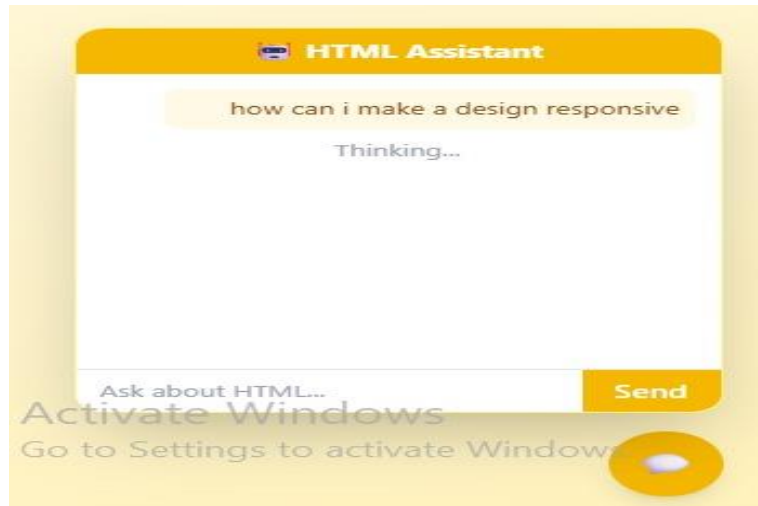 HTML Assistant
how can i make a design responsive
Thinking...
Ask about HTML...
Send
Activate Windows
Go to Settings to activate Windows